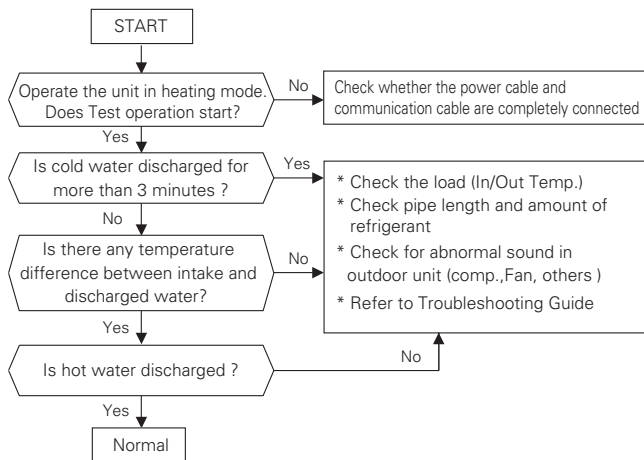 START
Operate the unit in heating mode.
Does Test operation start?
No
Check whether the power cable and
communication cable are completely connected
Yes
Is cold water discharged for
more than 3 minutes ?
Yes
* Check the load (In/Out Temp.)
* Check pipe length and amount of
refrigerant
* Check for abnormal sound in
outdoor unit (comp.,Fan, others )
* Refer to Troubleshooting Guide
No
Is there any temperature
difference between intake and
discharged water?
No
Yes
Is hot water discharged ?
No
Yes
Normal